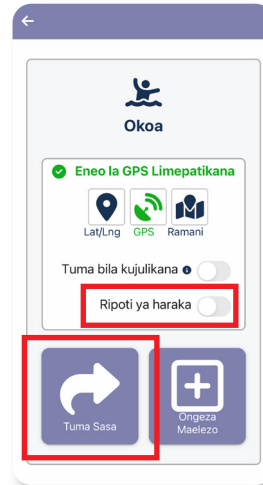 Okoa
Eneo la GPS Limepatikana
Lat/Lng GPS Ramani
Tuma bila kujulikana
Ripoti ya haraka
Tuma Sasa
Ongeza
Maelezo